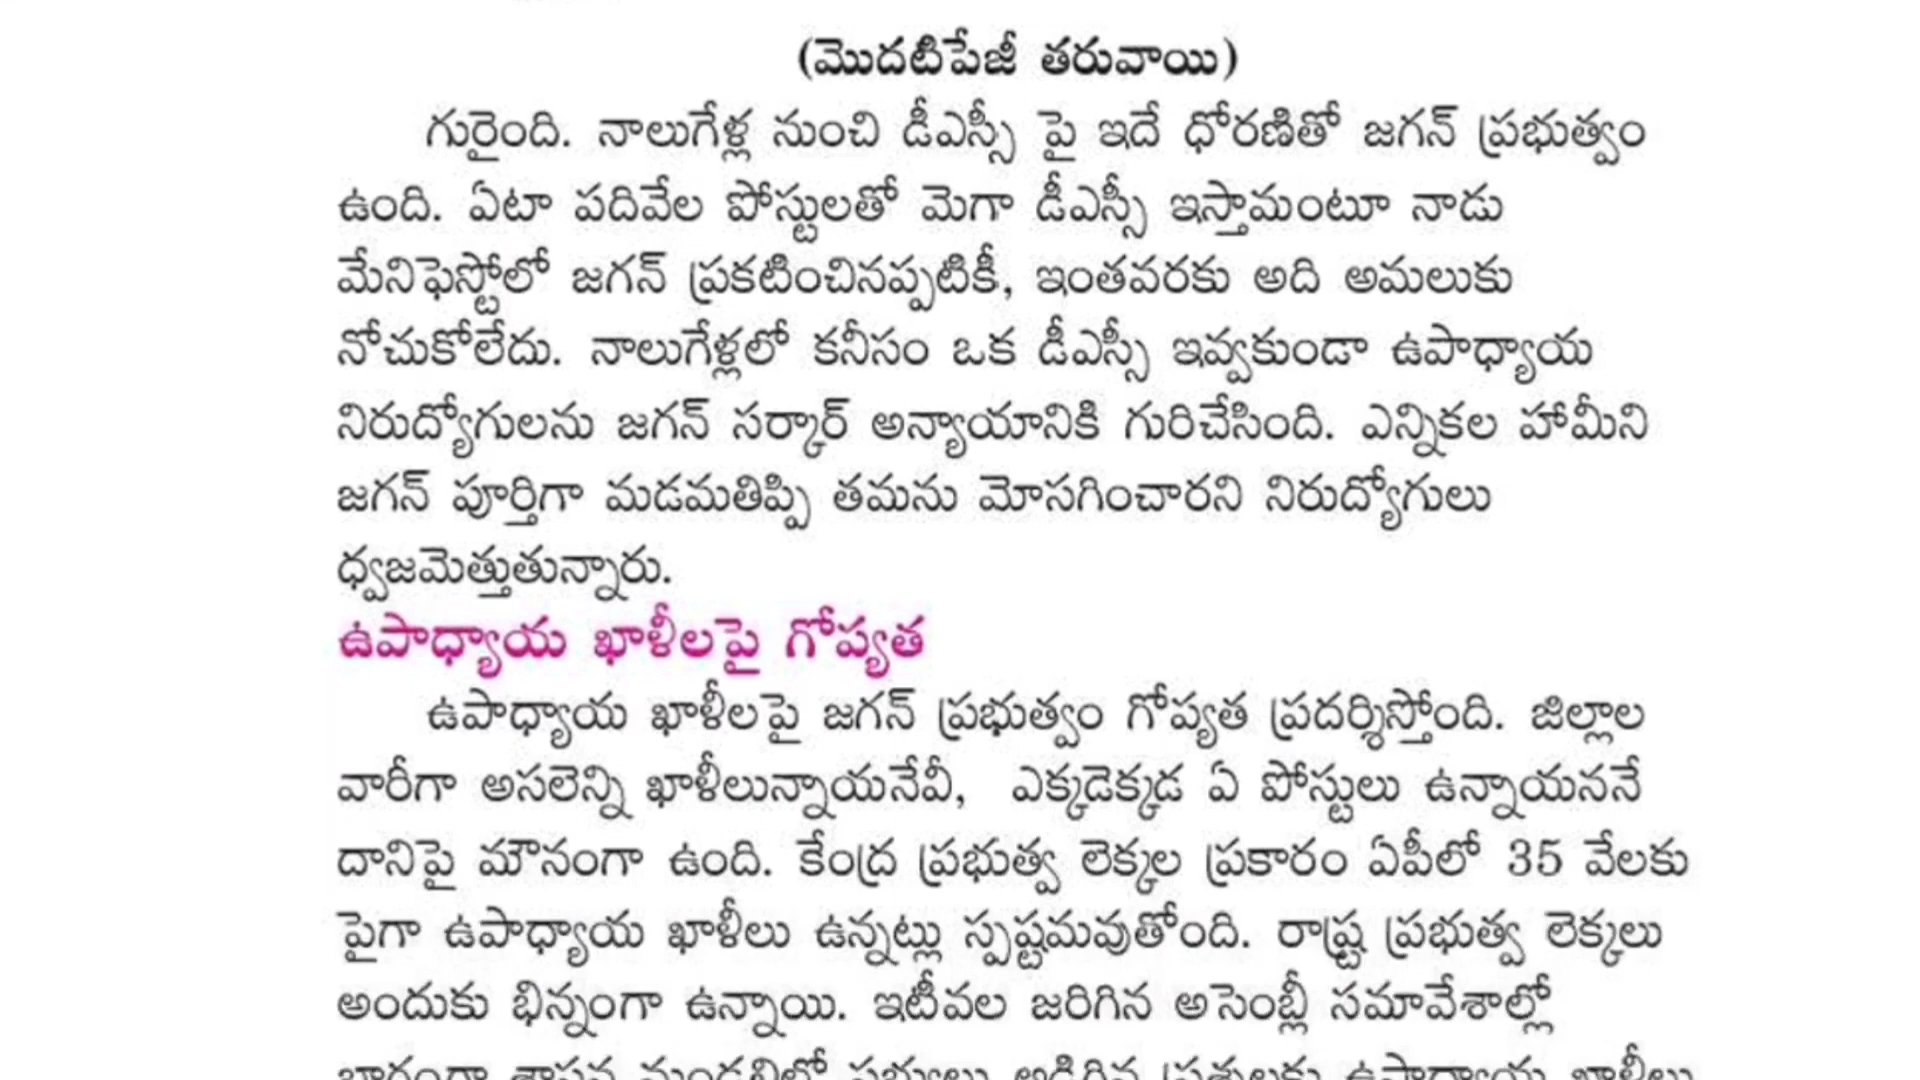 (మొదటిపేజీ తరువాయి)
గురైంది. నాలుగేళ్ల నుంచి డీఎస్సీ పై ఇదే ధోరణితో జగన్ ప్రభుత్వం
ఉంది. ఏటా పదివేల పోస్టులతో మెగా డీఎస్సీ ఇస్తామంటూ నాడు
మేనిఫెస్టోలో జగన్ ప్రకటించినప్పటికీ, ఇంతవరకు అది అమలుకు
నోచుకోలేదు. నాలుగేళ్లలో కనీసం ఒక డీఎస్సీ ఇవ్వకుండా ఉపాధ్యాయ
నిరుద్యోగులను జగన్ సర్కార్ అన్యాయానికి గురిచేసింది. ఎన్నికల హామీని
జగన్ పూర్తిగా మడమతిప్పి తమను మోసగించారని నిరుద్యోగులు
ధ్వజమెత్తుతున్నారు.
ఉపాధ్యాయ ఖాళీలపై గోప్యత
ఉపాధ్యాయ ఖాళీలపై జగన్ ప్రభుత్వం గోప్యత ప్రదర్శిస్తోంది. జిల్లాల
వారీగా అసలెన్ని ఖాళీలున్నాయనేవీ, ఎక్కడెక్కడ ఏ పోస్టులు ఉన్నాయననే
దానిపై మౌనంగా ఉంది. కేంద్ర ప్రభుత్వ లెక్కల ప్రకారం ఏపీలో 35 వేలకు
పైగా ఉపాధ్యాయ ఖాళీలు ఉన్నట్లు స్పష్టమవుతోంది. రాష్ట్ర ప్రభుత్వ లెక్కలు
అందుకు భిన్నంగా ఉన్నాయి. ఇటీవల జరిగిన అసెంబ్లీ సమావేశాల్లో